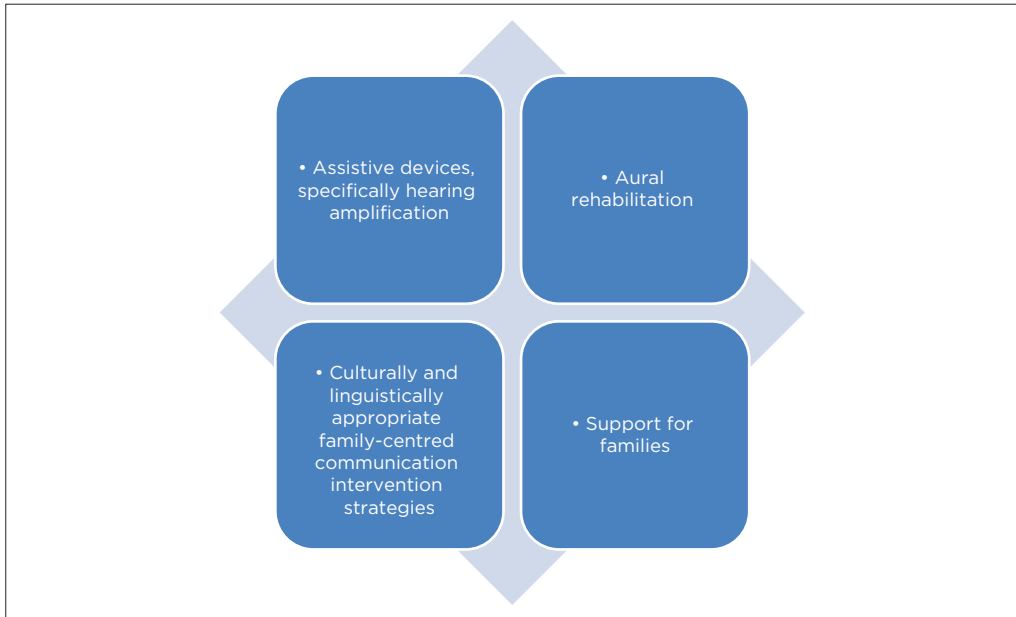 • Assistive devices,
specifically hearing
amplification
• Aural
rehabilitation
• Culturally and
linguistically
appropriate
family-centred
communication
intervention
strategies
• Support for
families